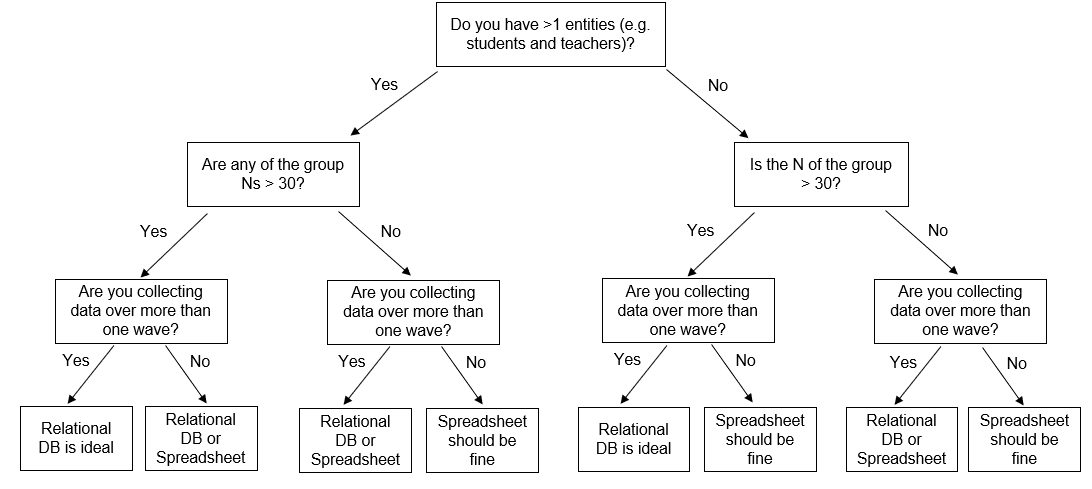 Do you have >1 entities (e.g.
students and teachers)?
Yes
No
Are any of the group
Ns > 30?
Is the N of the group
> 30?
Yes
No
Yes
No
Are you collecting
data over more than
one wave?
Are you collecting
data over more than
one wave?
Are you collecting
data over more than
one wave?
Are you collecting
data over more than
one wave?
Yes
No
Yes
No
Yes
No
Yes
No
Relational
DB is ideal
Relational
DB or
Spreadsheet
Relational
DB or
Spreadsheet
Spreadsheet
should be
fine
Relational
DB is ideal
Spreadsheet
should be
fine
Relational
DB or
Spreadsheet
Spreadsheet
should be
fine